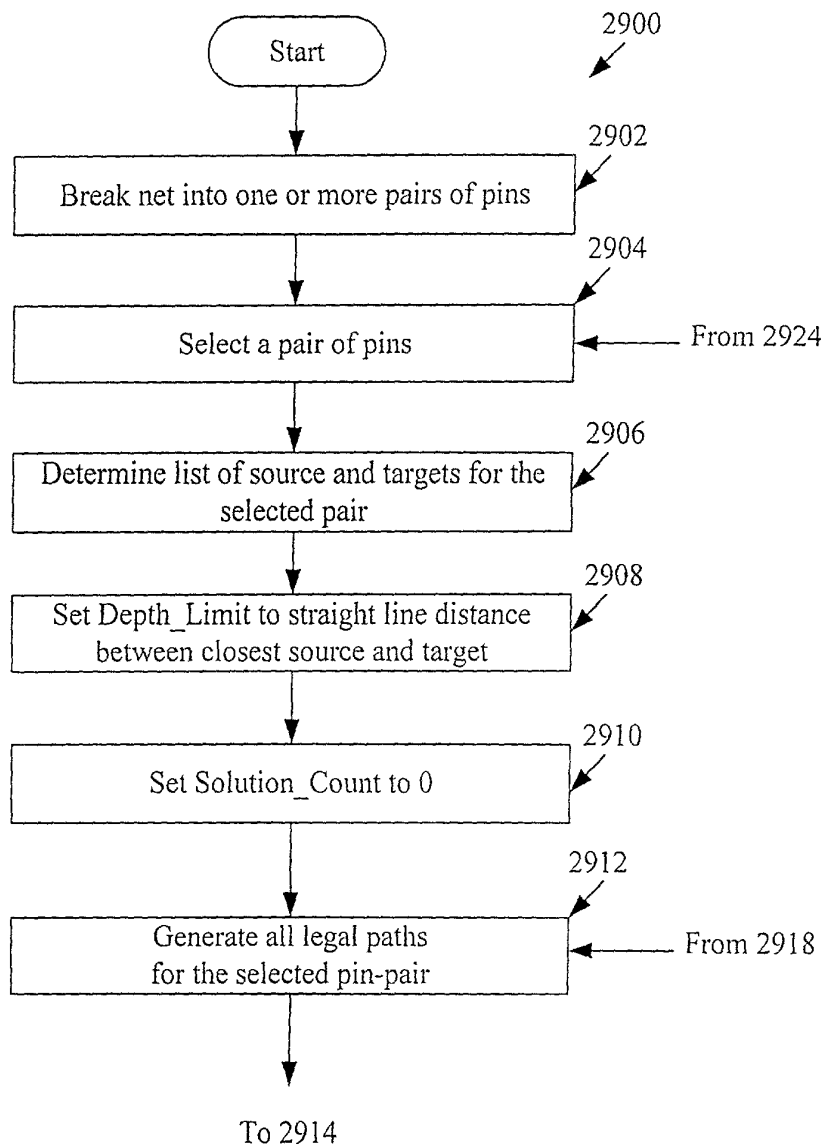 Start
2900
2902
Break net into one or more pairs of pins
2904
Select a pair of pins
From 2924
2906
Determine list of source and targets for the
selected pair
2908
Set Depth_Limit to straight line distance
between closest source and target
2910
Set Solution_Count to 0
2912
Generate all legal paths
for the selected pin-pair
From 2918
To 2914